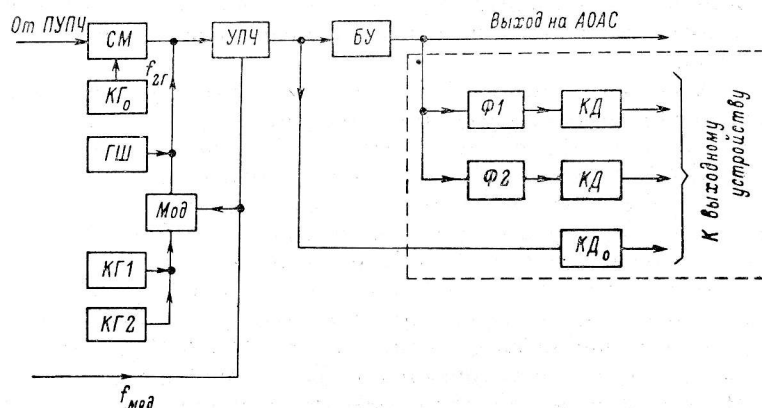 От ПУПЧ
СМ
УПЧ
БУ
Выход на АОАС
f2г
КГ0
Ф1
КД
ГШ
Ф2
КД
Мод
КД0
КГ1
КГ2
fмод
К выходному
устройству